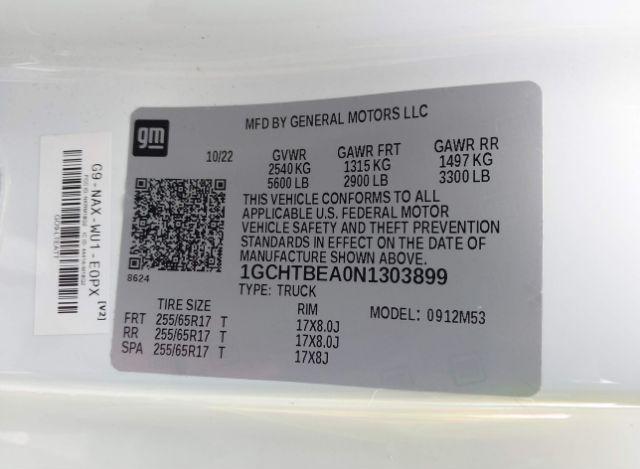 gm
MFD BY GENERAL MOTORS LLC
10/22
GVWR GAWR FRT GAWR RR
2540 KG 1315 KG 1497 KG
5600 LB 2900 LB 3300 LB
THIS VEHICLE CONFORMS TO ALL
APPLICABLE U.S. FEDERAL MOTOR
VEHICLE SAFETY AND THEFT PREVENTION
STANDARDS IN EFFECT ON THE DATE OF
MANUFACTURE SHOWN ABOVE.
8624
1GCHTBEA0N1303899
TYPE: TRUCK
TIRE SIZE RIM MODEL: 0912M53
FRT 255/65R17 T 17X8.0J
RR 255/65R17 T 17X8.0J
SPA 255/65R17 T 17X8J
G9-NAX-WU1-E0PX [V2]